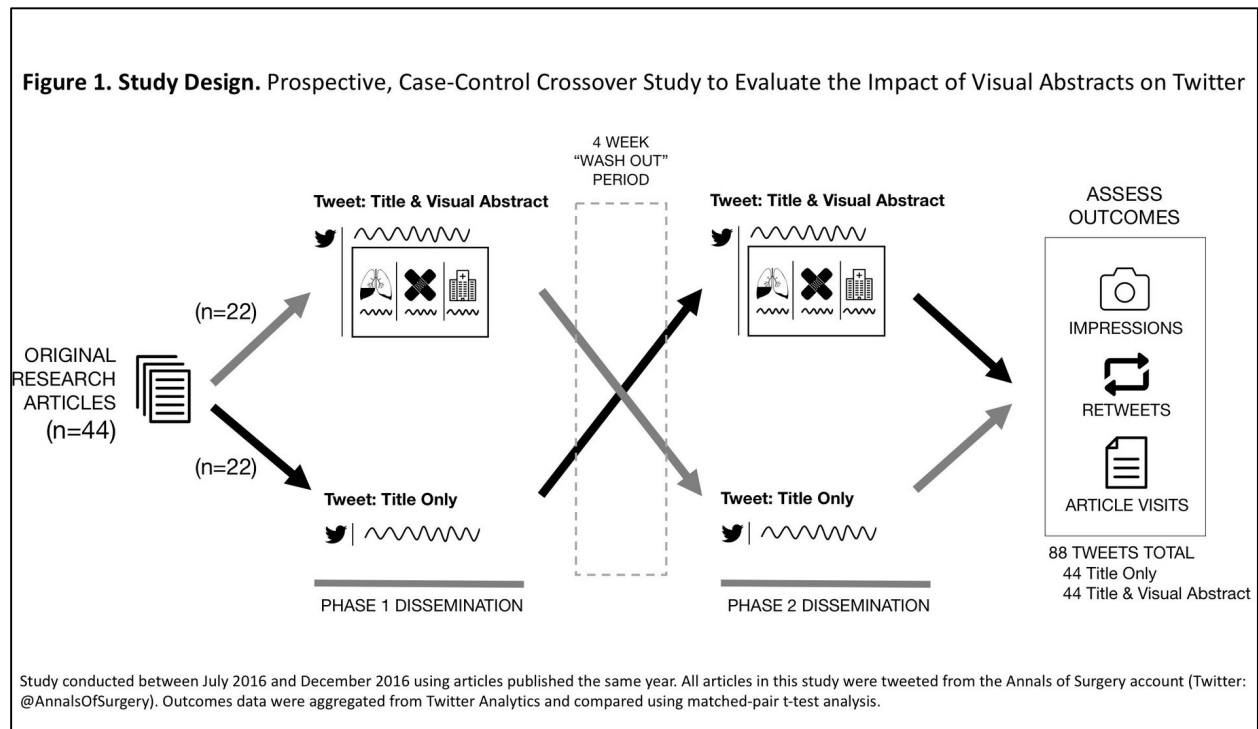 Figure 1. Study Design. Prospective, Case-Control Crossover Study to Evaluate the Impact of Visual Abstracts on Twitter
4 WEEK
"WASH OUT"
PERIOD
Tweet: Title & Visual Abstract
Tweet: Title & Visual Abstract
ASSESS
OUTCOMES
(n=22)
ORIGINAL
RESEARCH
ARTICLES
(n=44)
(n=22)
IMPRESSIONS
RETWEETS
ARTICLE VISITS
Tweet: Title Only
Tweet: Title Only
PHASE 1 DISSEMINATION
PHASE 2 DISSEMINATION
88 TWEETS TOTAL
44 Title Only
44 Title & Visual Abstract
Study conducted between July 2016 and December 2016 using articles published the same year. All articles in this study were tweeted from the Annals of Surgery account (Twitter:
@AnnalsOfSurgery). Outcomes data were aggregated from Twitter Analytics and compared using matched-pair t-test analysis.